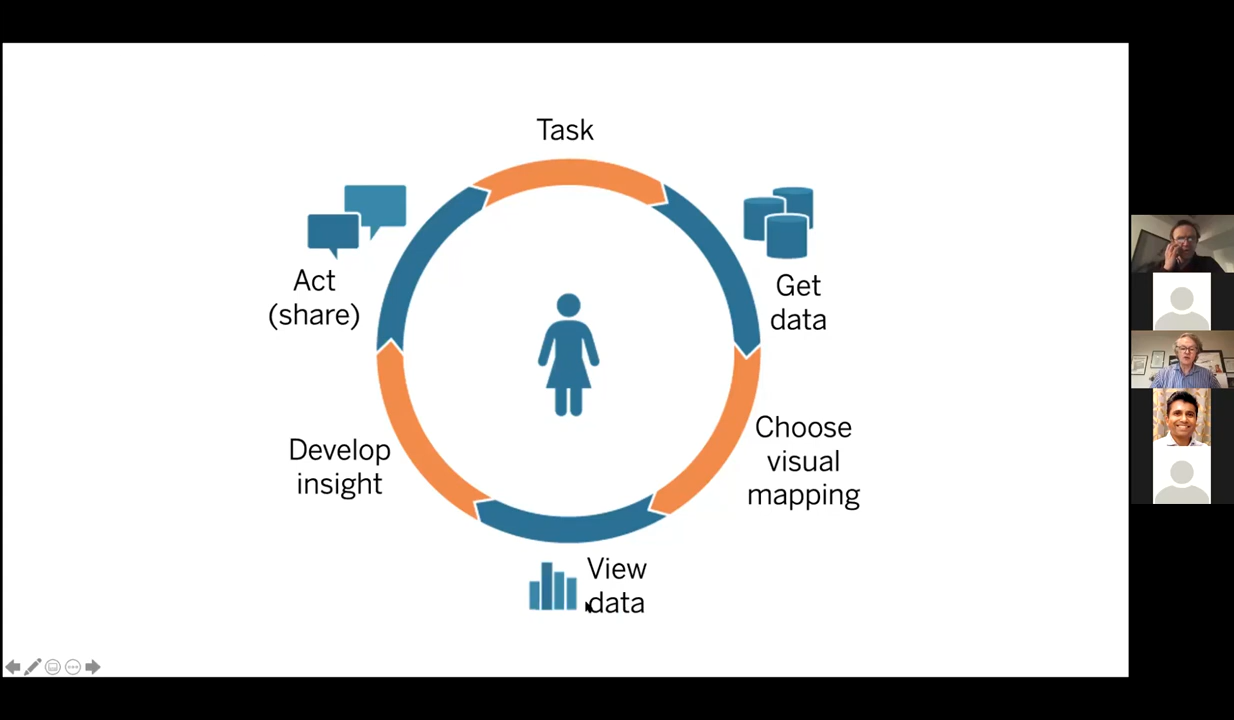 Task
Get
data
Choose
visual
mapping
View
data
Develop
insight
Act
(share)